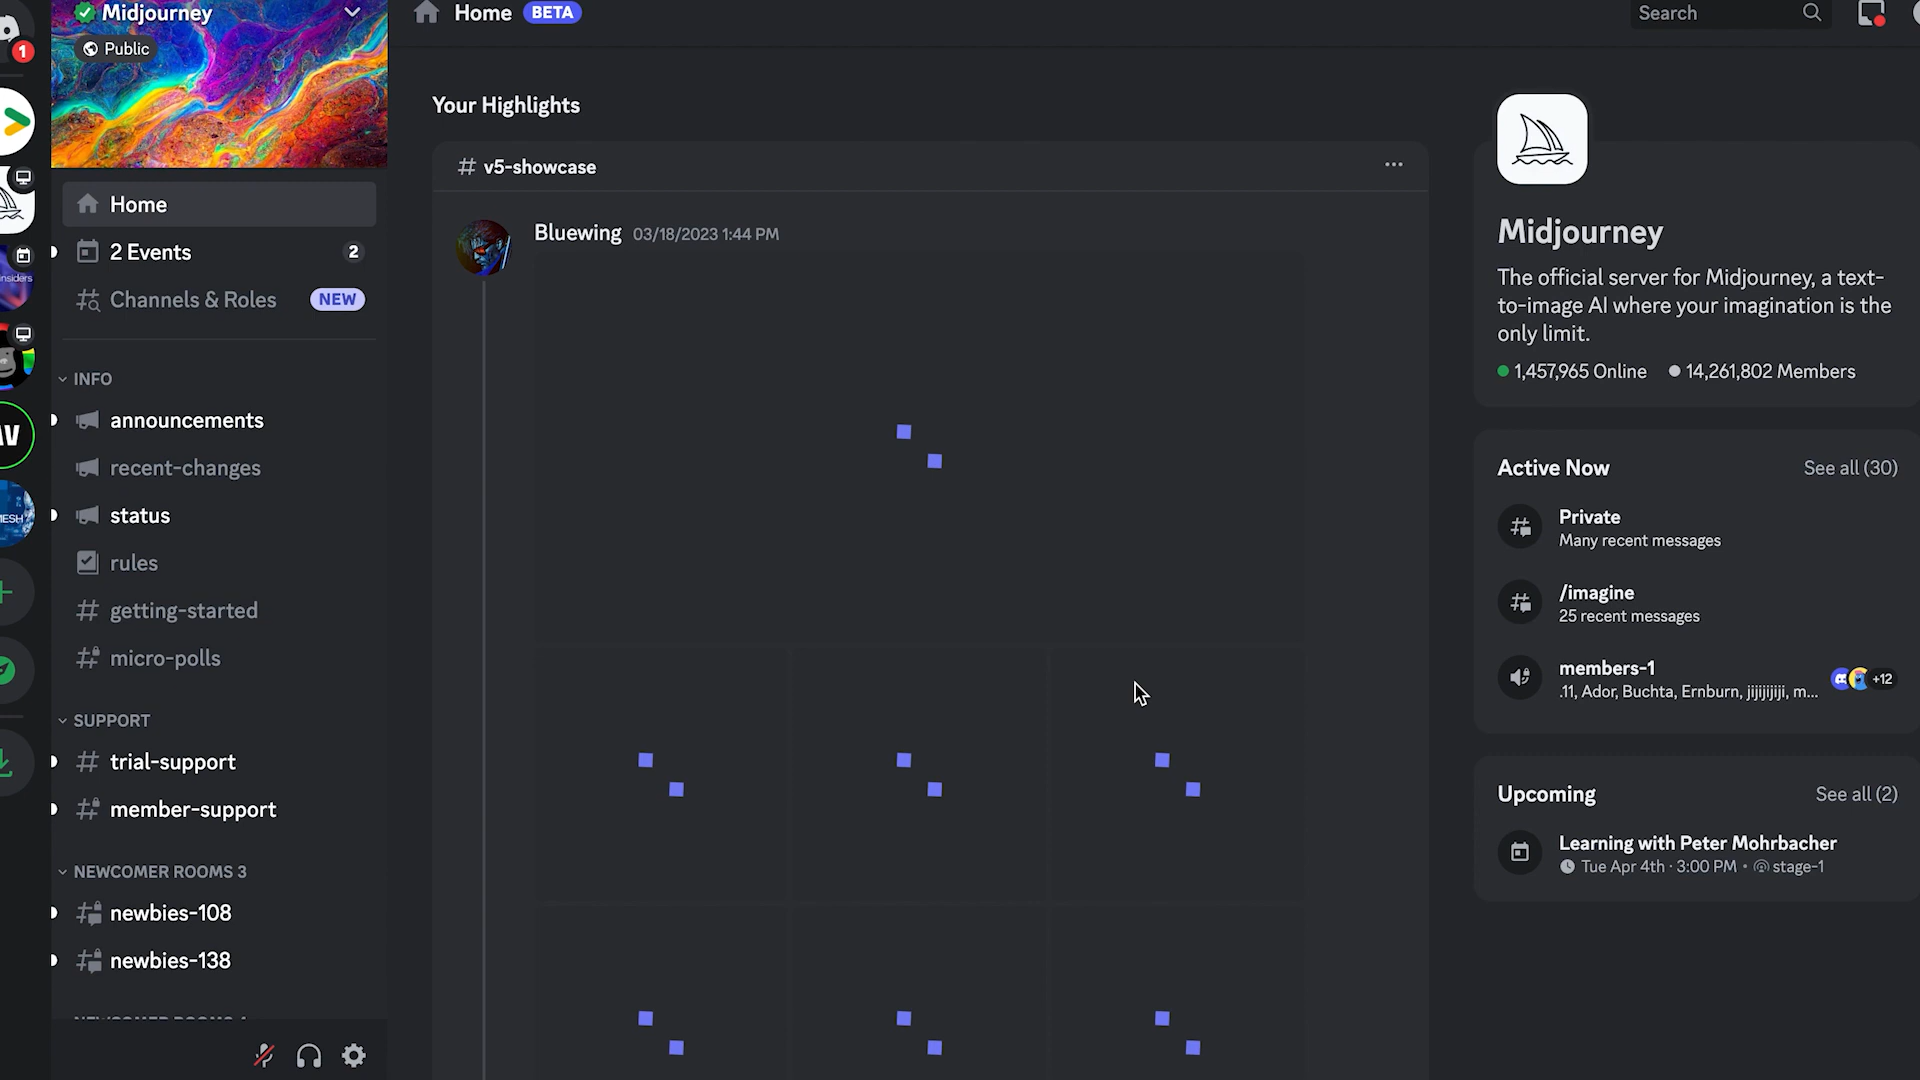 Midjourney
Public
Home
2 Events
2
Channels & Roles
NEW
INFO
announcements
recent-changes
status
rules
getting-started
micro-polls
SUPPORT
trial-support
member-support
NEWCOMER ROOMS 3
newbies-108
newbies-138
1
Home
BETA
Search
Your Highlights
v5-showcase
Bluewing 03/18/2023 1:44 PM
Midjourney
The official server for Midjourney, a text-
to-image AI where your imagination is the
only limit.
1,457,965 Online
14,261,802 Members
Active Now
See all (30)
Private
Many recent messages
/imagine
25 recent messages
members-1
.11, Ador, Buchta, Ernburn, jijijijiji, m...
+12
Upcoming
See all (2)
Learning with Peter Mohrbacher
Tue Apr 4th · 3:00 PM • stage-1